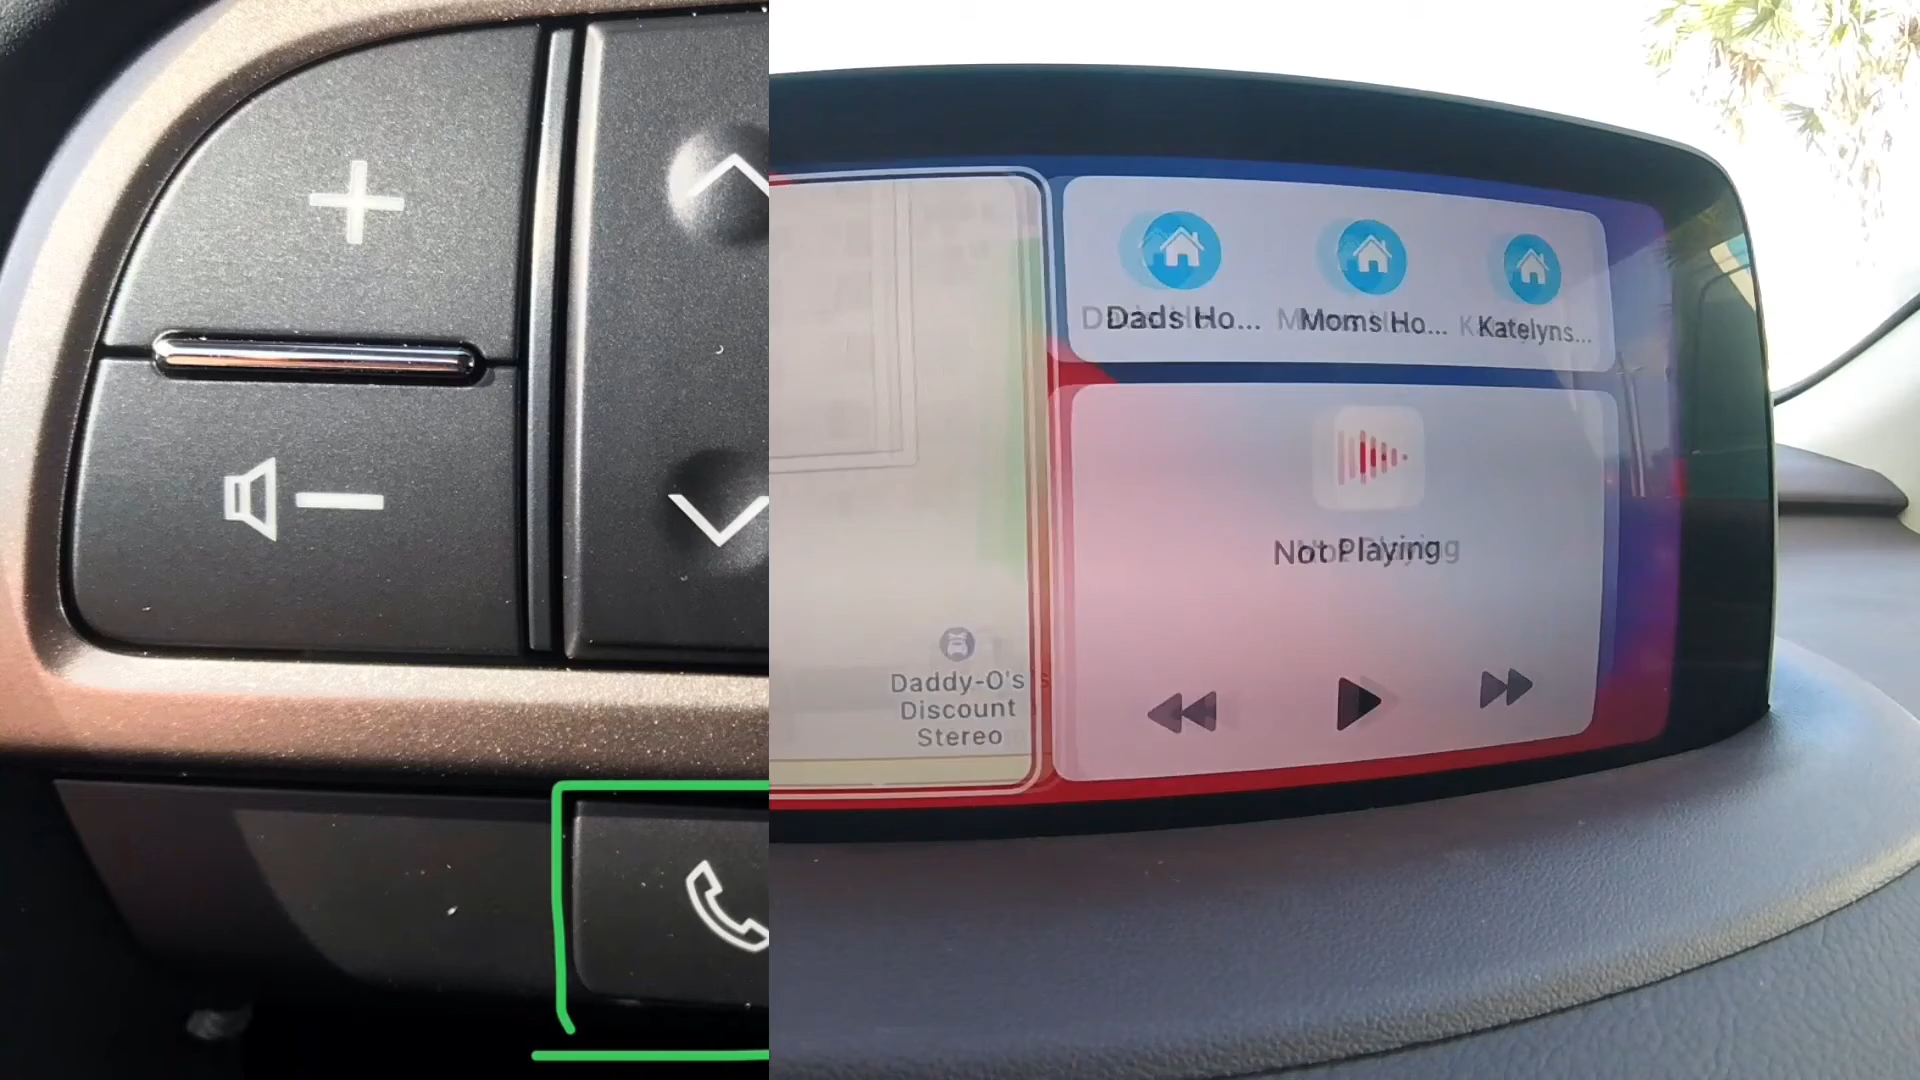 Dads Ho...
Moms Ho...
Katelyns...
Not Playing
Daddy-O's
Discount
Stereo